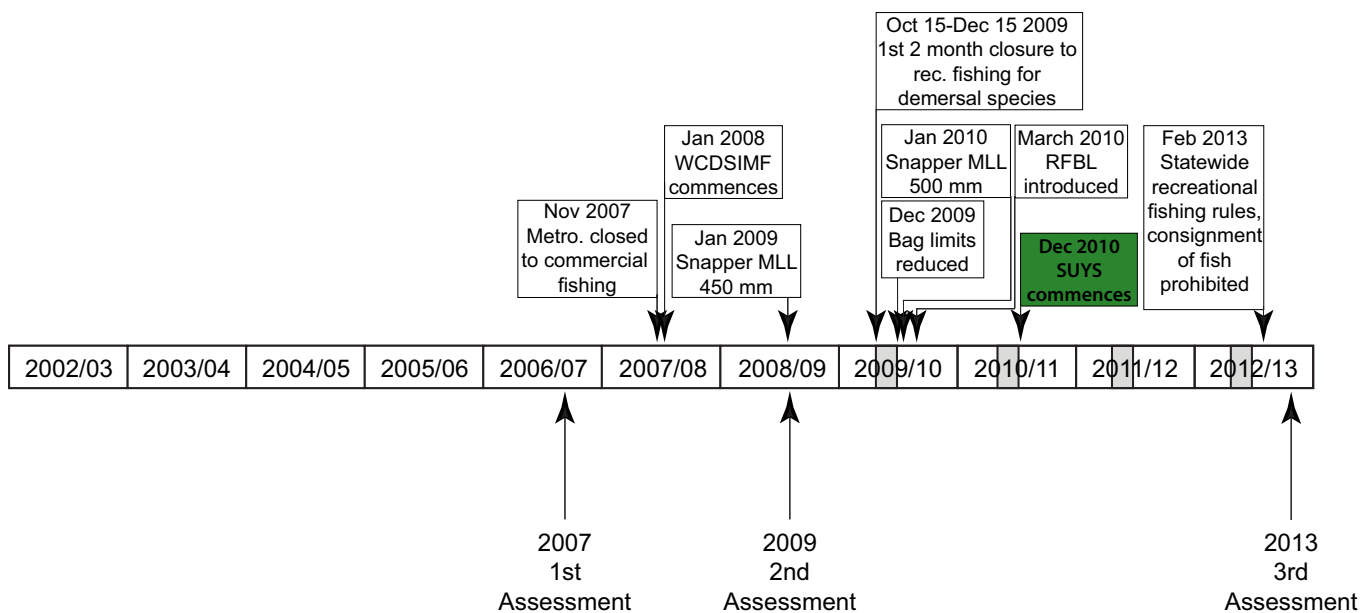 Oct 15-Dec 15 2009
1st 2 month closure to
rec. fishing for
demersal species
Jan 2008
WCDSIMF
commences
Jan 2010
Snapper MLL
500 mm
March 2010
RFBL
introduced
Feb 2013
Statewide
recreational
fishing rules,
consignment
of fish
prohibited
Nov 2007
Metro. closed
to commercial
fishing
Jan 2009
Snapper MLL
450 mm
Dec 2009
Bag limits
reduced
Dec 2010
SUYS
commences
2002/03 2003/04 2004/05 2005/06 2006/07 2007/08 2008/09 2009/10 2010/11 2011/12 2012/13
2007
1st
Assessment
2009
2nd
Assessment
2013
3rd
Assessment